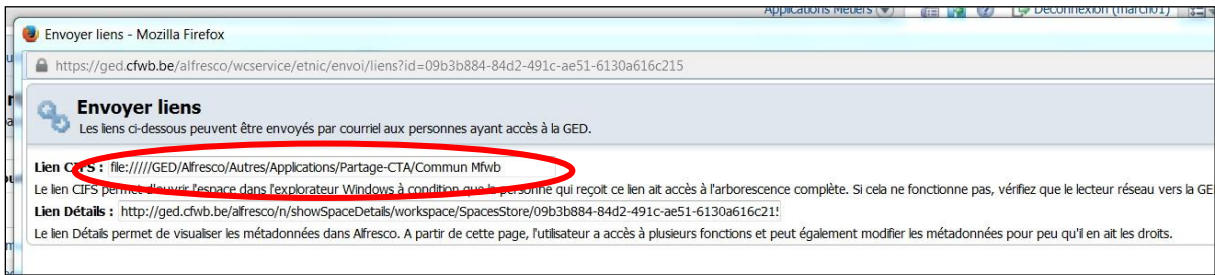 Applications Métiers Déconnexion (march01)
Envoyer liens - Mozilla Firefox
https://ged.cfwb.be/alfresco/wcservice/etnic/envoi/liens?id=09b3b884-84d2-491c-ae51-6130a616c215
Envoyer liens
Les liens ci-dessous peuvent être envoyés par courriel aux personnes ayant accès à la GED.
Lien CIFS : file://///GED/Alfresco/Autres/Applications/Partage-CTA/Commun Mfwb
Le lien CIFS permet d'ouvrir l'espace dans l'explorateur Windows à condition que la personne qui reçoit ce lien ait accès à l'arborescence complète. Si cela ne fonctionne pas, vérifiez que le lecteur réseau vers la GE
Lien Détails : http://ged.cfwb.be/alfresco/n/showSpaceDetails/workspace/SpacesStore/09b3b884-84d2-491c-ae51-6130a616c21
Le lien Détails permet de visualiser les métadonnées dans Alfresco. A partir de cette page, l'utilisateur a accès à plusieurs fonctions et peut également modifier les métadonnées pour peu qu'il en ait les droits.